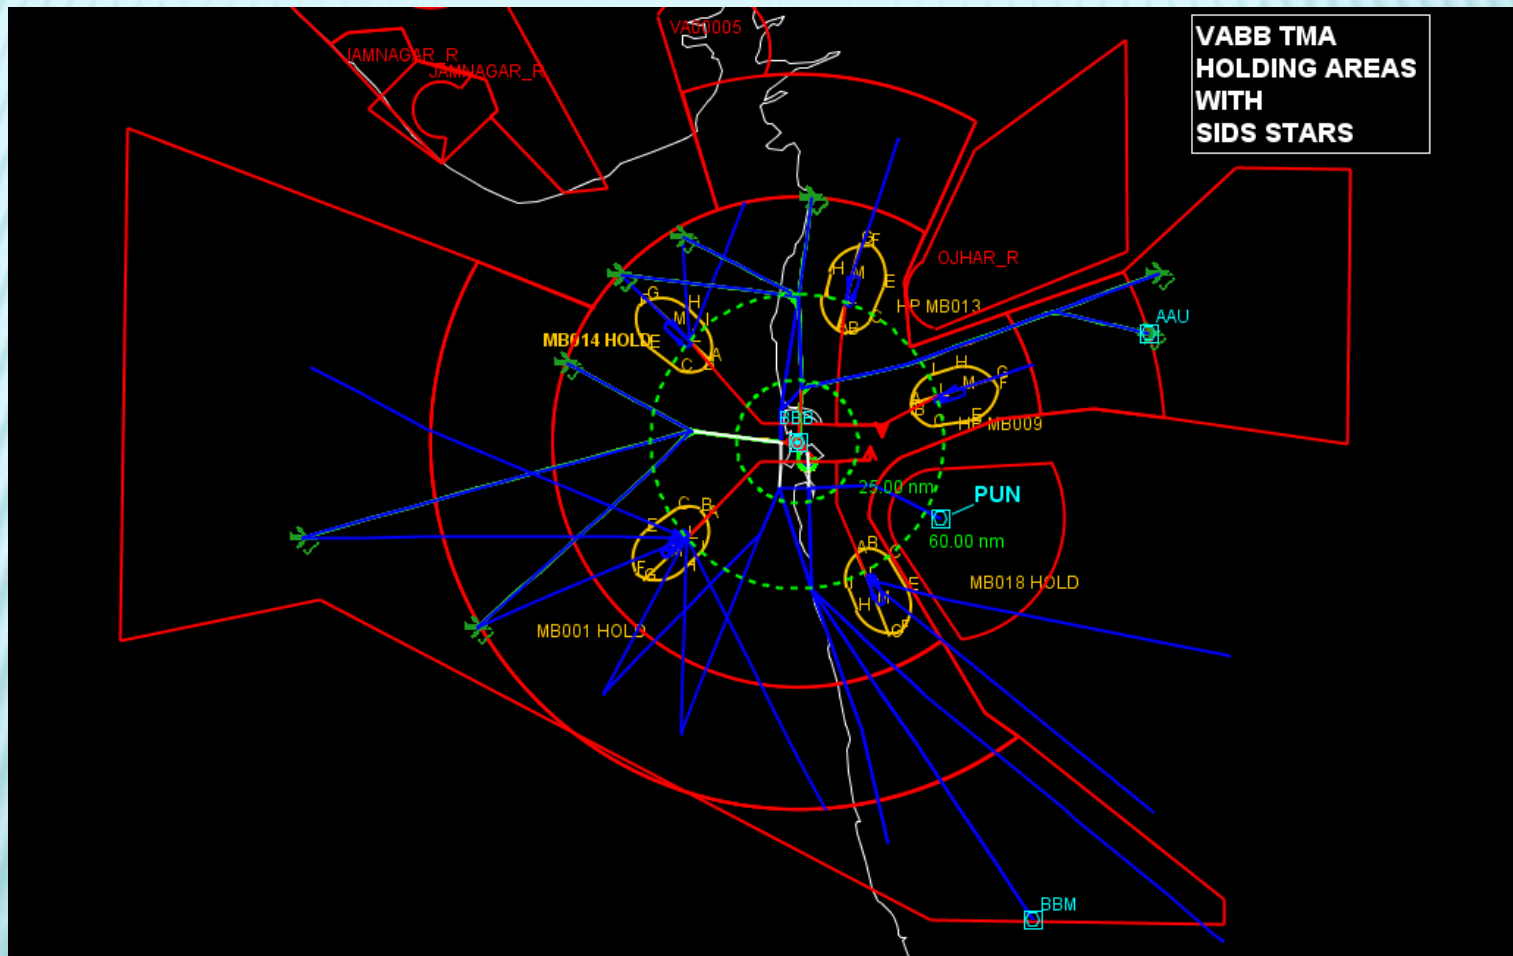 VABB TMA
HOLDING AREAS
WITH
SIDS STARS
VA00005
JAMNAGAR_R
JAMNAGAR_R
OJHAR_R
G F
H M
E
HP MB013
C
A B
G
H
M I
MB014 HOLD
E
L
A
C B
AAU
I H
M G
L F
A
B E
C
HP MB009
BBB
25.00 nm
PUN
60.00 nm
C B
A
E
L
I
M
H
F
G
MB001 HOLD
A B
C
L
I E
M
H
G F
MB018 HOLD
BBM